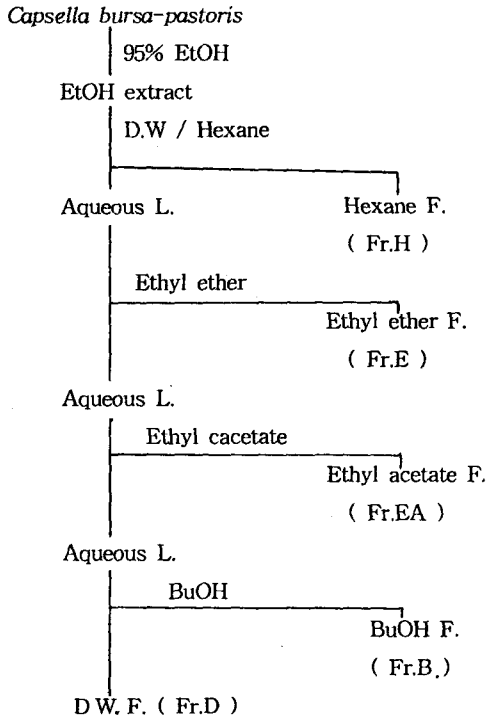 Capsella bursa-pastoris
95% EtOH
EtOH extract
D.W / Hexane
Aqueous L.
Hexane F.
( Fr.H )
Ethyl ether
Ethyl ether F.
( Fr.E )
Aqueous L.
Ethyl cacetate
Ethyl acetate F.
( Fr.EA )
Aqueous L.
BuOH
BuOH F.
( Fr.B.)
D W. F. ( Fr.D )